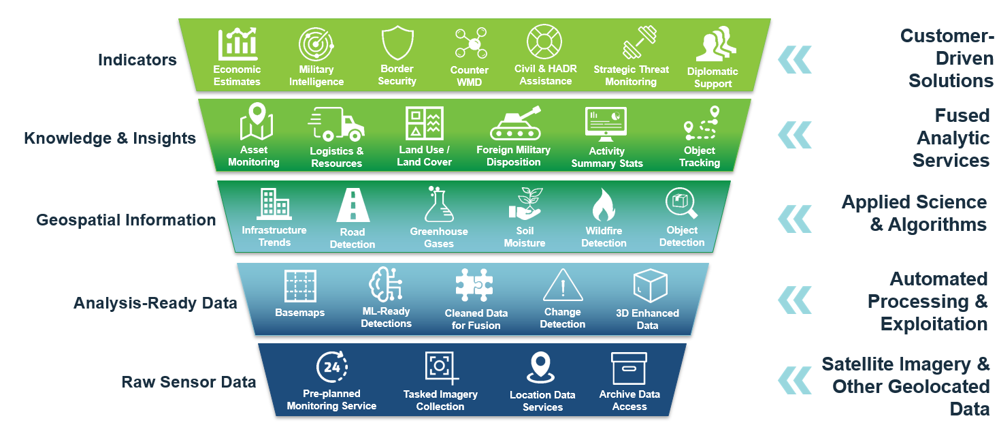 Indicators
Economic
Estimates
Military
Intelligence
Border
Security
Counter
WMD
Civil & HADR
Assistance
Strategic Threat
Monitoring
Diplomatic
Support
Customer-
Driven
Solutions
Knowledge & Insights
Asset
Monitoring
Logistics &
Resources
Land Use /
Land Cover
Foreign Military
Disposition
Activity
Summary Stats
Object
Tracking
Fused
Analytic
Services
Geospatial Information
Infrastructure
Trends
Road
Detection
Greenhouse
Gases
Soil
Moisture
Wildfire
Detection
Object
Detection
Applied Science
& Algorithms
Analysis-Ready Data
Basemaps
ML-Ready
Detections
Cleaned Data
for Fusion
Change
Detection
3D Enhanced
Data
Automated
Processing &
Exploitation
Raw Sensor Data
24
Pre-planned
Monitoring Service
Tasked Imagery
Collection
Location Data
Services
Archive Data
Access
Satellite Imagery &
Other Geolocated
Data